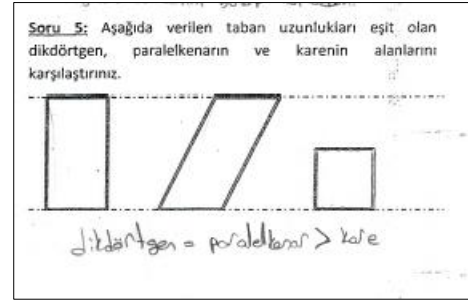 Soru 5: Aşağıda verilen taban uzunlukları eşit olan
dikdörtgen, paralelkenarın ve karenin alanlarını
karşılaştırınız.
dikdörtgen = paralelkenar > kare